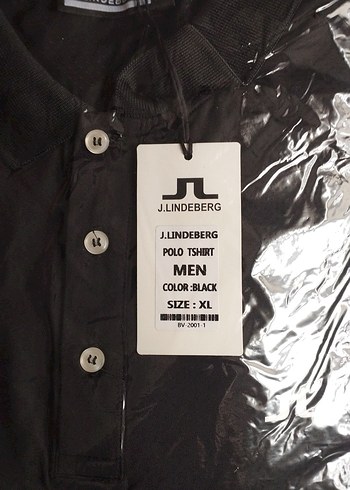 J.LINDEBERG
J.LINDEBERG
POLO TSHIRT
MEN
COLOR :BLACK
SIZE : XL
BV-2001-1